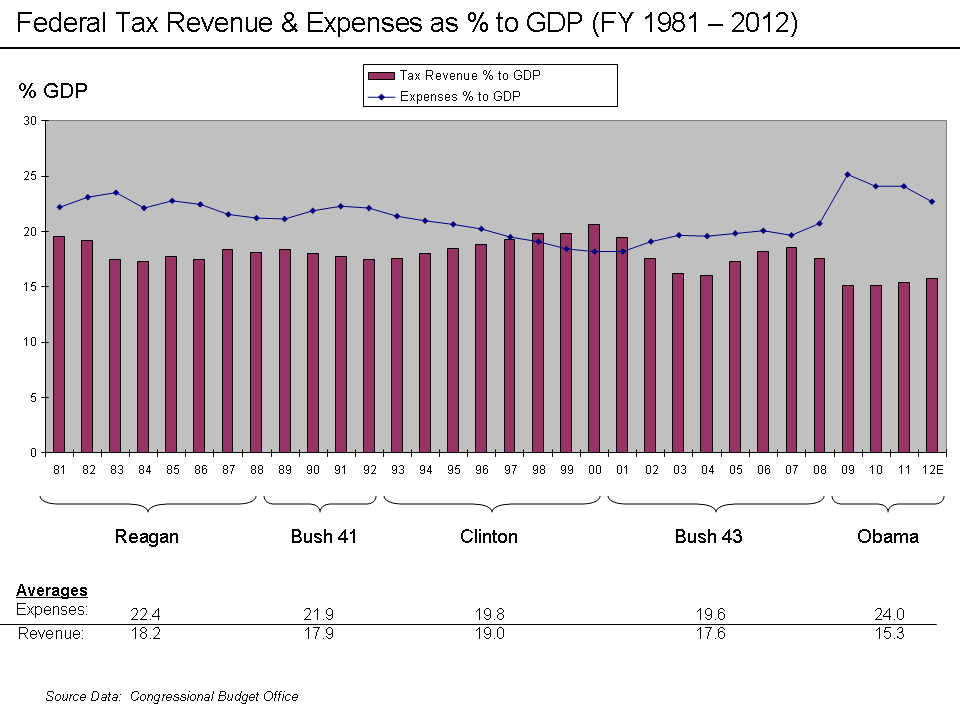 Federal Tax Revenue & Expenses as % to GDP (FY 1981 – 2012)
Tax Revenue % to GDP
% GDP
Expenses % to GDP
30
25
20
15
10
5
0
81 82 83 84 85 86 87 88 89 90 91 92 93 94 95 96 97 98 99 00 01 02 03 04 05 06 07 08 09 10 11 12E
Reagan Bush 41 Clinton Bush 43 Obama
Averages
Expenses: 22.4 21.9 19.8 19.6 24.0
Revenue: 18.2 17.9 19.0 17.6 15.3
Source Data: Congressional Budget Office